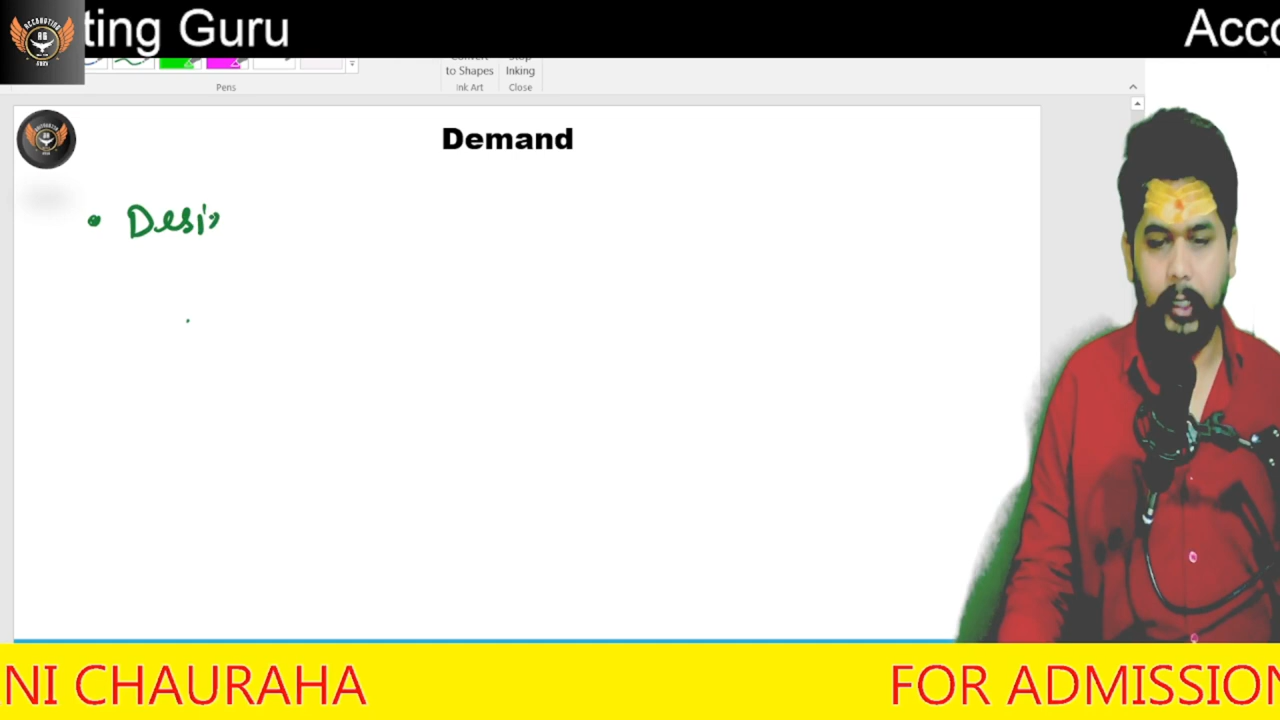 ting Guru
Acco
to Shapes
Inking
Pens
Ink Art
Close
Demand
• Desi
NI CHAURAHA
FOR ADMISSION